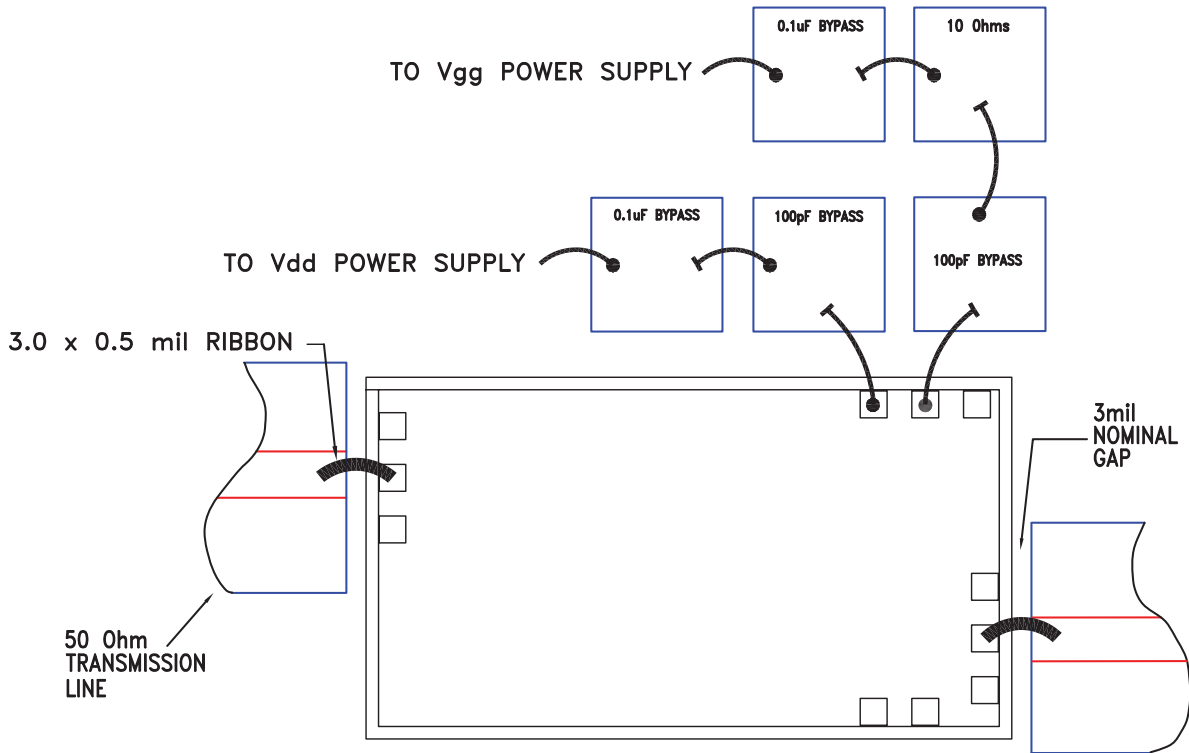 0.1uF BYPASS
10 Ohms
TO Vgg POWER SUPPLY
0.1uF BYPASS
100pF BYPASS
100pF BYPASS
TO Vdd POWER SUPPLY
3.0 x 0.5 mil RIBBON
3mil
NOMINAL
GAP
50 Ohm
TRANSMISSION
LINE